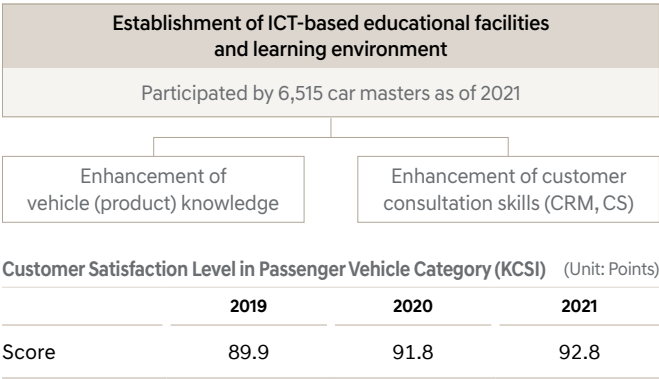 Establishment of ICT-based educational facilities
and learning environment
Participated by 6,515 car masters as of 2021
Enhancement of
vehicle (product) knowledge
Enhancement of customer
consultation skills (CRM, CS)
Customer Satisfaction Level in Passenger Vehicle Category (KCSI) (Unit: Points)
2019 2020 2021
Score 89.9 91.8 92.8